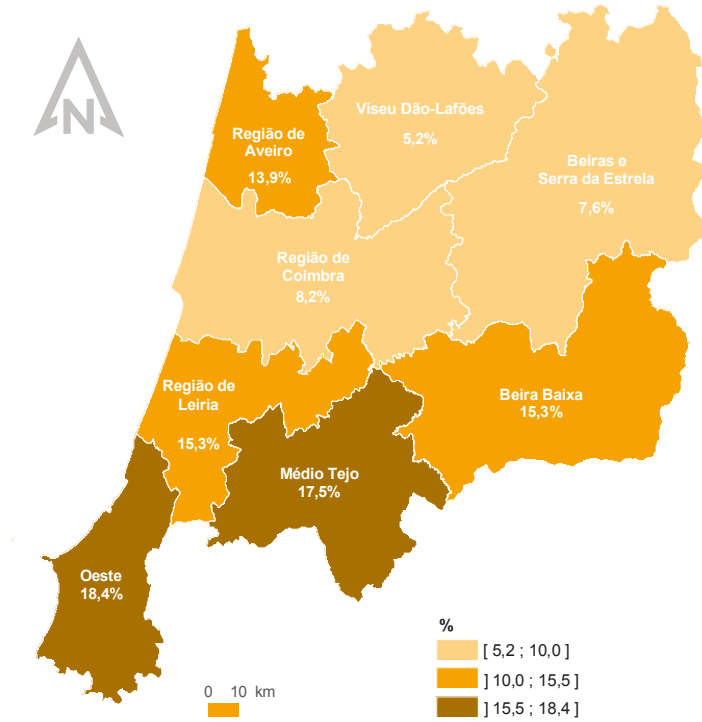 N
Viseu Dão-Lafões
5,2%
Região de
Aveiro
13,9%
Beiras e
Serra da Estrela
7,6%
Região de
Coimbra
8,2%
Região de
Leiria
15,3%
Beira Baixa
15,3%
Médio Tejo
17,5%
Oeste
18,4%
%
[ 5,2 ; 10,0 ]
] 10,0 ; 15,5 ]
] 15,5 ; 18,4 ]
0 10 km